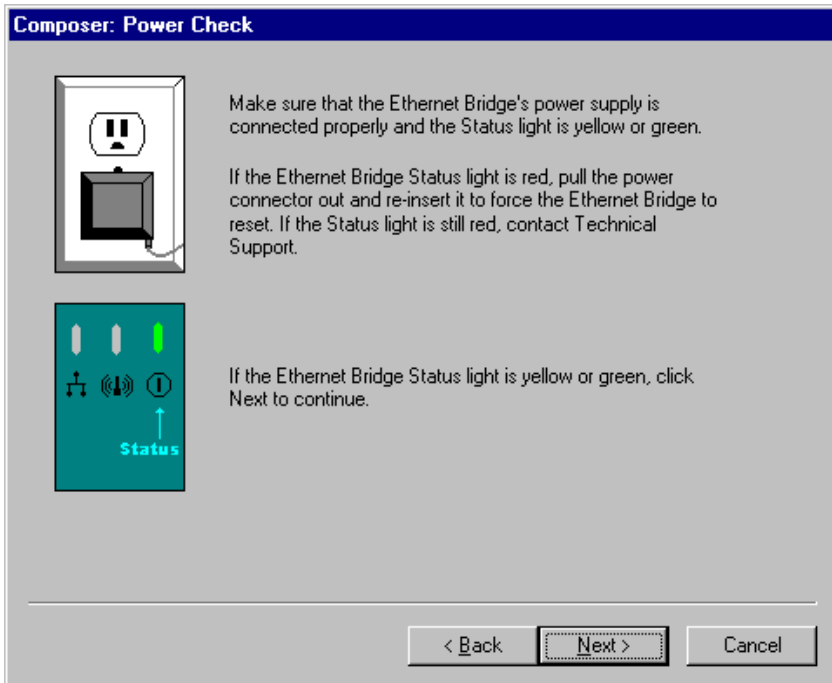 Composer: Power Check
Make sure that the Ethernet Bridge's power supply is
connected properly and the Status light is yellow or green.
If the Ethernet Bridge Status light is red, pull the power
connector out and re-insert it to force the Ethernet Bridge to
reset. If the Status light is still red, contact Technical
Support.
Status
If the Ethernet Bridge Status light is yellow or green, click
Next to continue.
< Back
Next >
Cancel